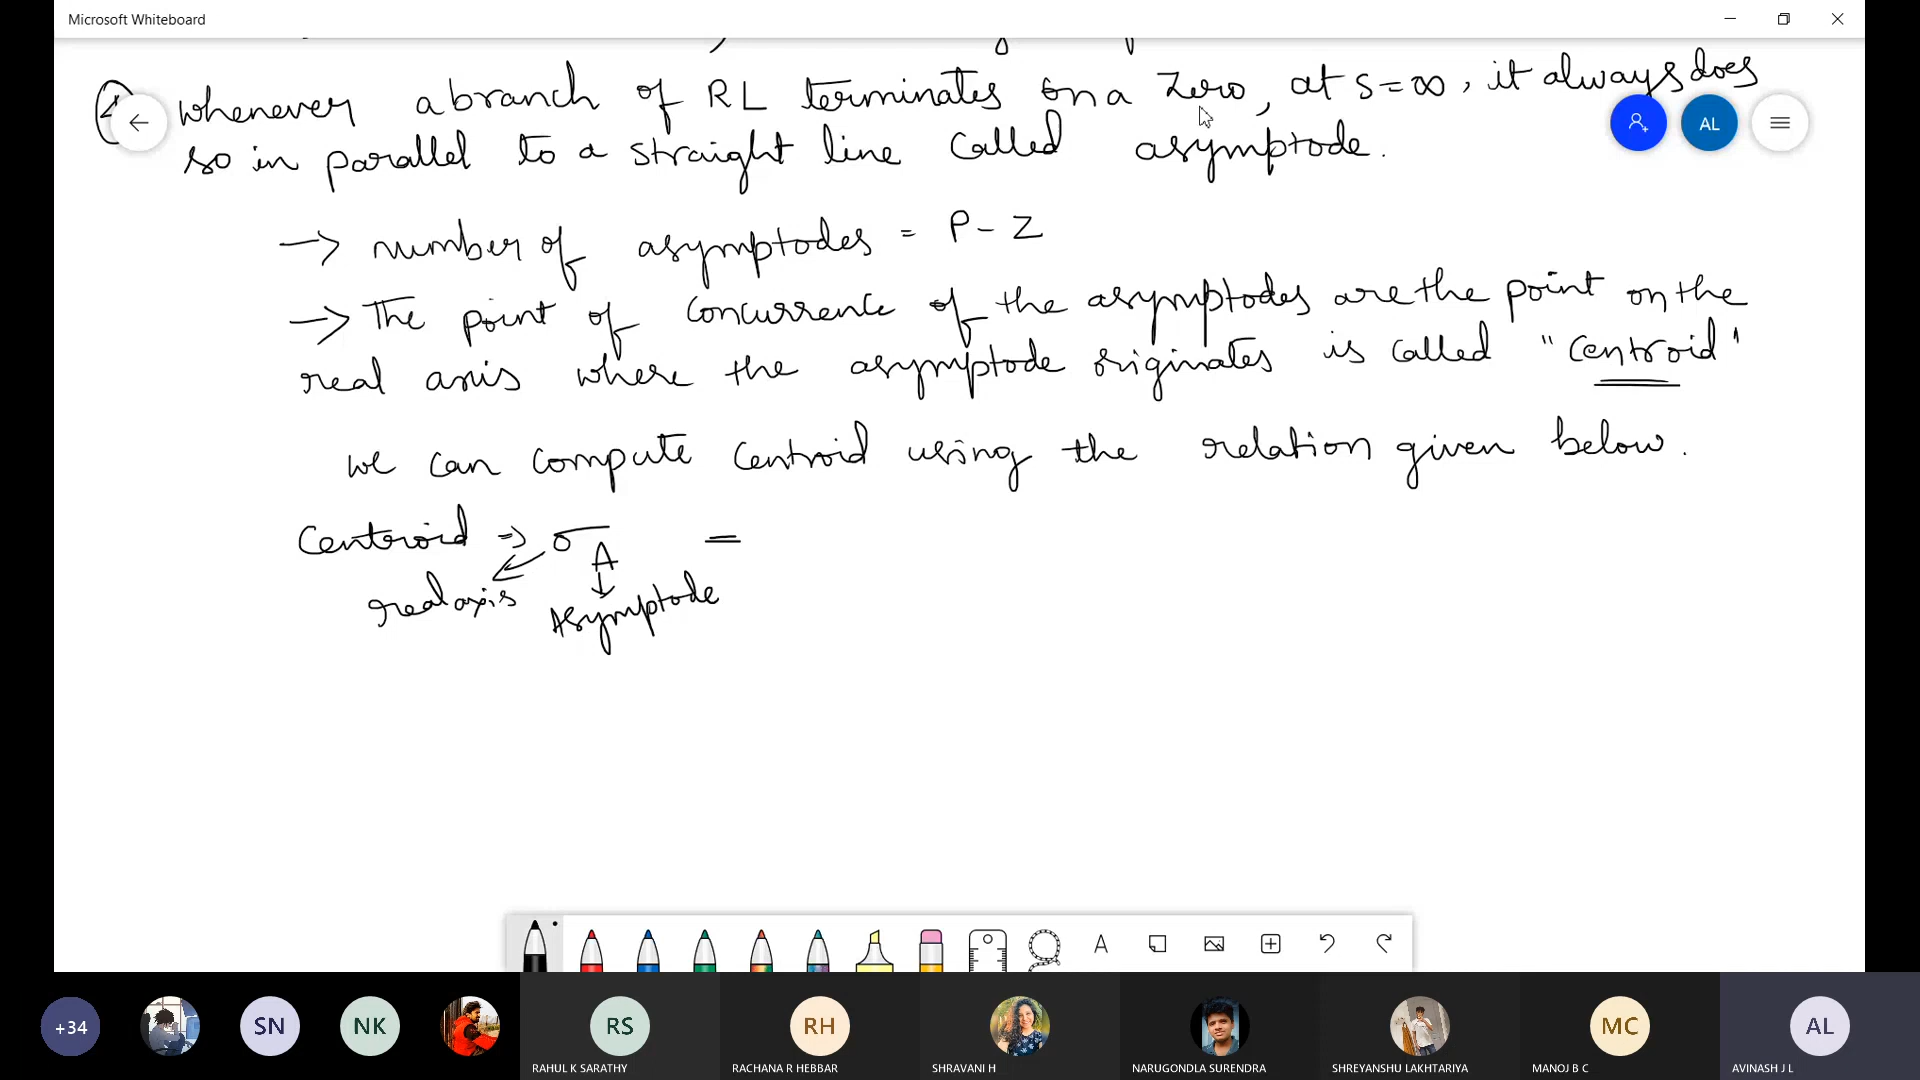 Microsoft Whiteboard
whenever a branch of RL terminates on a zero, at s=∞, it always does
so in parallel to a straight line called asymptode.
→ number of asymptodes = P - Z
→ The point of concurrence of the asymptodes are the point on the
real axis where the asymptode originates is called "Centroid"
we can compute Centroid using the relation given below.
Centroid ⇒ σ A =
real axis Asymptode
AL
A
+34
SN
NK
RS
RH
MC
AL
RAHUL K SARATHY
RACHANA R HEBBAR
SHRAVANI H
NARUGONDLA SURENDRA
SHREYANSHU LAKHTARIYA
MANOJ B C
AVINASH J L